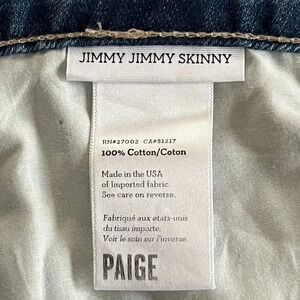 JIMMY JIMMY SKINNY
RN#27002 CA#51217
100% Cotton/Coton
Made in the USA
of Imported fabric.
See care on reverse.
Fabriqué aux etats-unis
du tissu importe.
Voir le soin sur l'inverse.
PAIGE